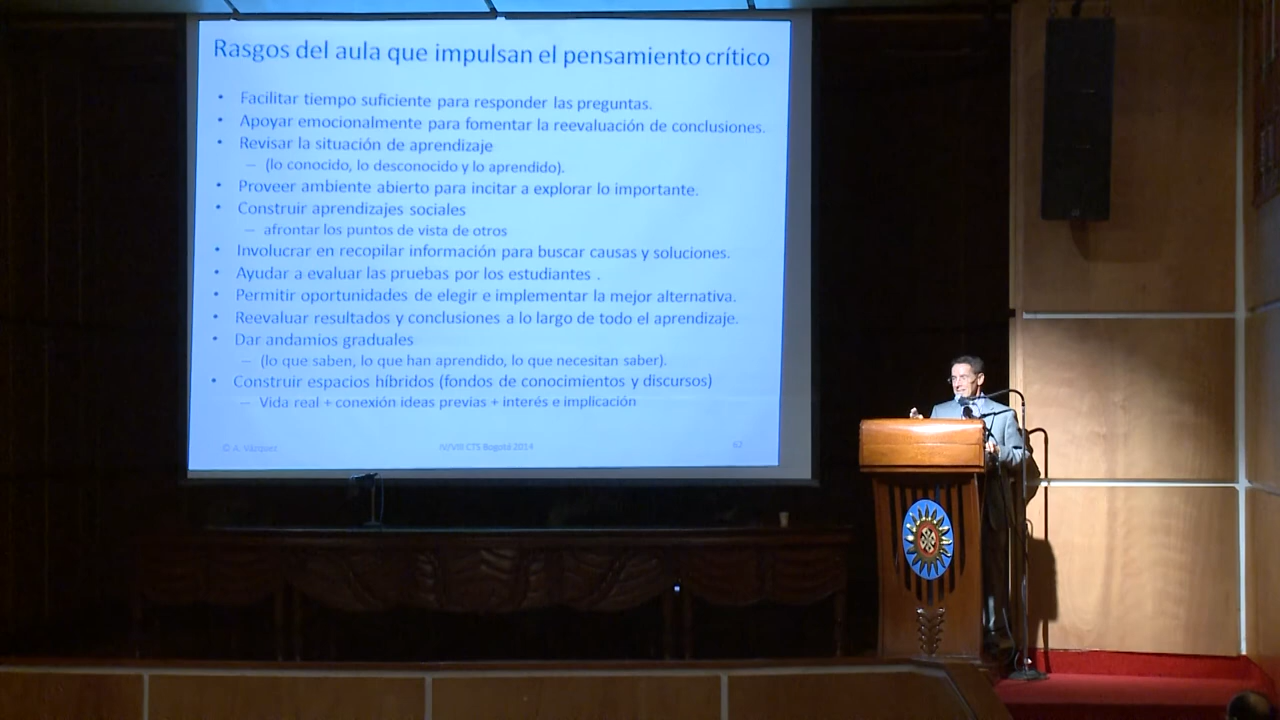 Rasgos del aula que impulsan el pensamiento crítico
• Facilitar tiempo suficiente para responder las preguntas.
• Apoyar emocionalmente para fomentar la reevaluación de conclusiones.
• Revisar la situación de aprendizaje
– (lo conocido, lo desconocido y lo aprendido).
• Proveer ambiente abierto para incitar a explorar lo importante.
• Construir aprendizajes sociales
– afrontar los puntos de vista de otros
• Involucrar en recopilar información para buscar causas y soluciones.
• Ayudar a evaluar las pruebas por los estudiantes .
• Permitir oportunidades de elegir e implementar la mejor alternativa.
• Reevaluar resultados y conclusiones a lo largo de todo el aprendizaje.
• Dar andamios graduales
– (lo que saben, lo que han aprendido, lo que necesitan saber).
• Construir espacios híbridos (fondos de conocimientos y discursos)
– Vida real + conexión ideas previas + interés e implicación
© A. Vázquez IV/VIII CTS Bogotá 2014 62